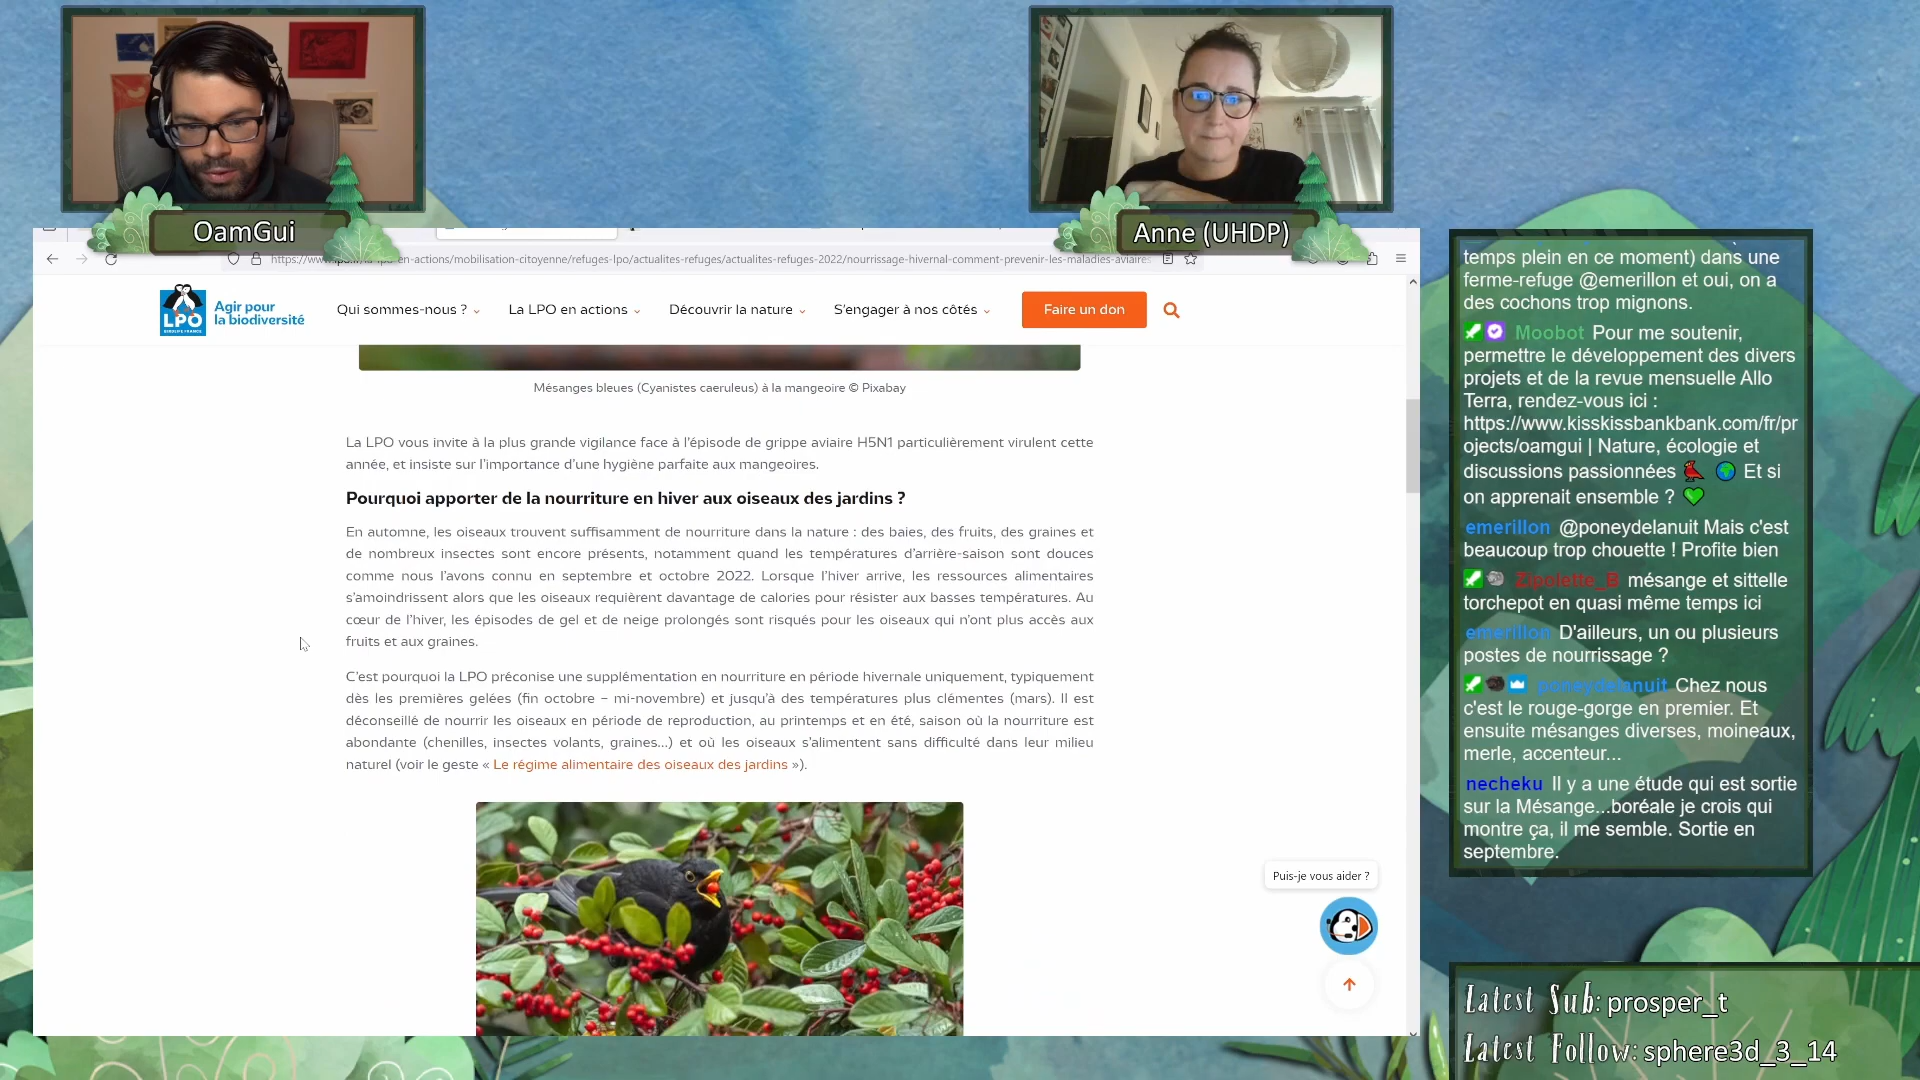 OamGui
Anne (UHDP)
LPO
Agir pour
la biodiversité
Qui sommes-nous ?
La LPO en actions
Découvrir la nature
S'engager à nos côtés
Faire un don
Mésanges bleues (Cyanistes caeruleus) à la mangeoire © Pixabay
La LPO vous invite à la plus grande vigilance face à l'épisode de grippe aviaire H5N1 particulièrement virulent cette
année, et insiste sur l'importance d'une hygiène parfaite aux mangeoires.
Pourquoi apporter de la nourriture en hiver aux oiseaux des jardins ?
En automne, les oiseaux trouvent suffisamment de nourriture dans la nature : des baies, des fruits, des graines et
de nombreux insectes sont encore présents, notamment quand les températures d'arrière-saison sont douces
comme nous l'avons connu en septembre et octobre 2022. Lorsque l'hiver arrive, les ressources alimentaires
s'amoindrissent alors que les oiseaux requièrent davantage de calories pour résister aux basses températures. Au
cœur de l'hiver, les épisodes de gel et de neige prolongés sont risqués pour les oiseaux qui n'ont plus accès aux
fruits et aux graines.
C'est pourquoi la LPO préconise une supplémentation en nourriture en période hivernale uniquement, typiquement
dès les premières gelées (fin octobre – mi-novembre) et jusqu'à des températures plus clémentes (mars). Il est
déconseillé de nourrir les oiseaux en période de reproduction, au printemps et en été, saison où la nourriture est
abondante (chenilles, insectes volants, graines...) et où les oiseaux s'alimentent sans difficulté dans leur milieu
naturel (voir le geste « Le régime alimentaire des oiseaux des jardins »).
Puis-je vous aider ?
temps plein en ce moment) dans une
ferme-refuge @emerillon et oui, on a
des cochons trop mignons.
Moobot Pour me soutenir,
permettre le développement des divers
projets et de la revue mensuelle Allo
Terra, rendez-vous ici :
https://www.kisskissbankbank.com/fr/pr
ojects/oamgui | Nature, écologie et
discussions passionnées Et si
on apprenait ensemble ?
emerillon @poneydelanuit Mais c'est
beaucoup trop chouette ! Profite bien
Zipolette_B mésange et sittelle
torchepot en quasi même temps ici
emerillon D'ailleurs, un ou plusieurs
postes de nourrissage ?
poneydelanuit Chez nous
c'est le rouge-gorge en premier. Et
ensuite mésanges diverses, moineaux,
merle, accenteur...
necheku Il y a une étude qui est sortie
sur la Mésange...boréale je crois qui
montre ça, il me semble. Sortie en
septembre.
Latest Sub: prosper_t
Latest Follow: sphere3d_3_14